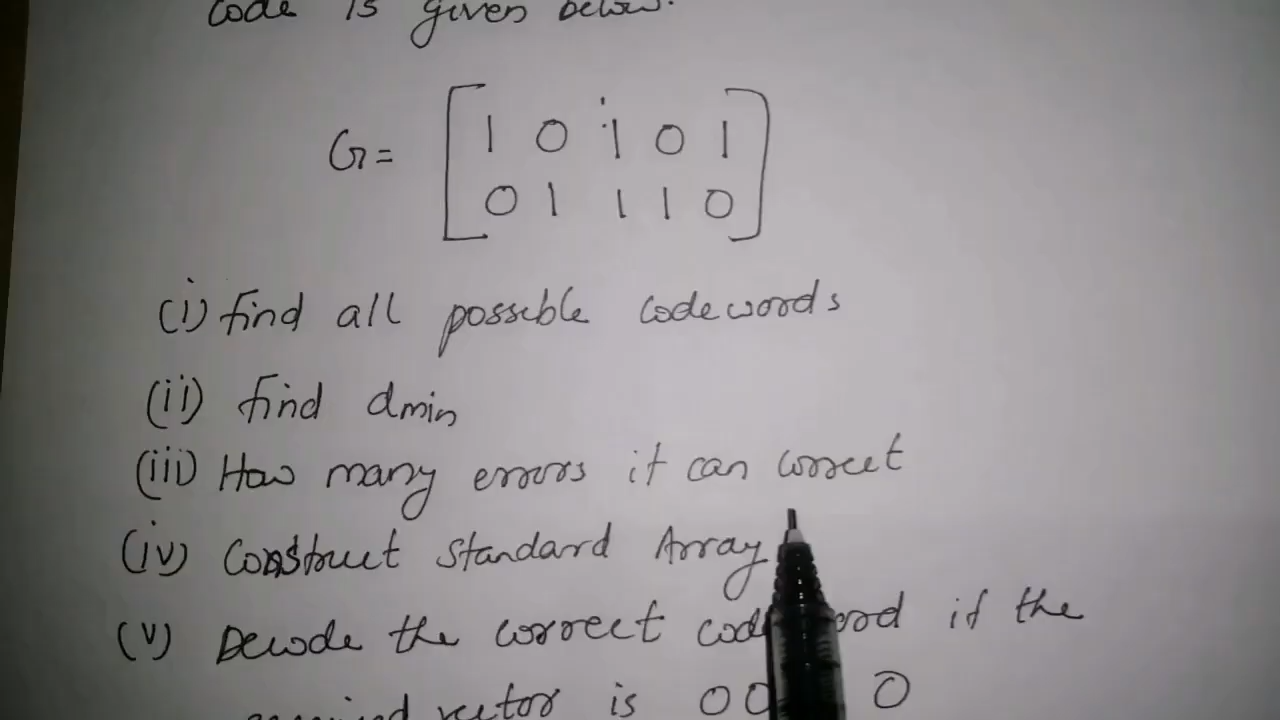 code is given below.
G = [ 1 0 1 0 1
0 1 1 1 0 ]
(i) find all possible codewords
(ii) find dmin
(iii) How many errors it can correct
(iv) Construct Standard Array
(v) Decode the correct if the
vector is 00 0